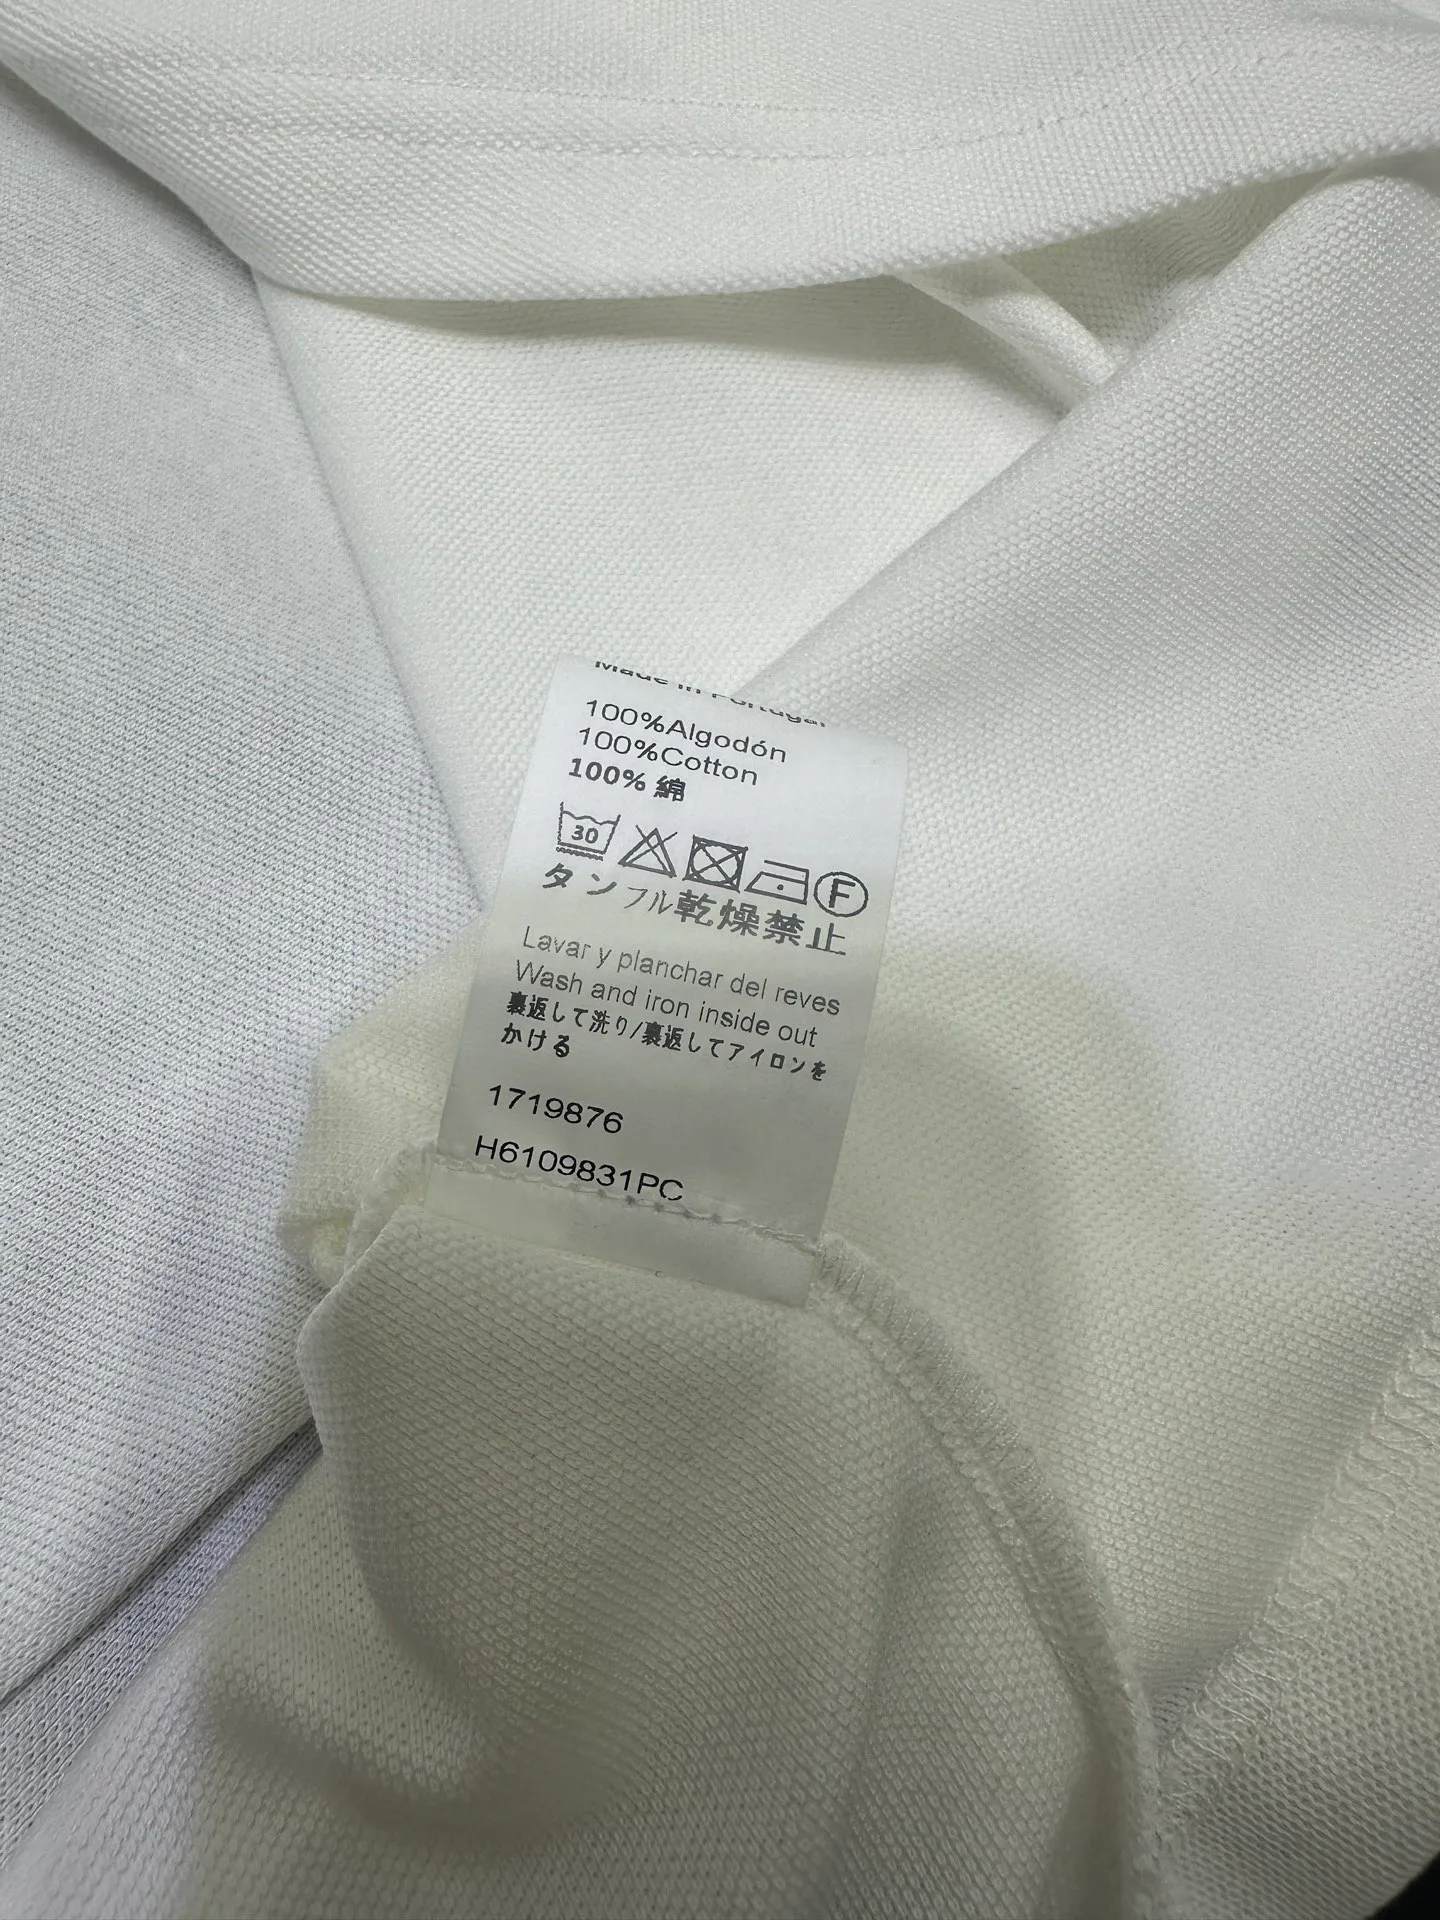 Made in Portugal
100%Algodón
100%Cotton
100% 綿
30
F
タンフル乾燥禁止
Lavar y planchar del reves
Wash and iron inside out
裏返して洗り/裏返してアイロンを
かける
1719876
H6109831PC